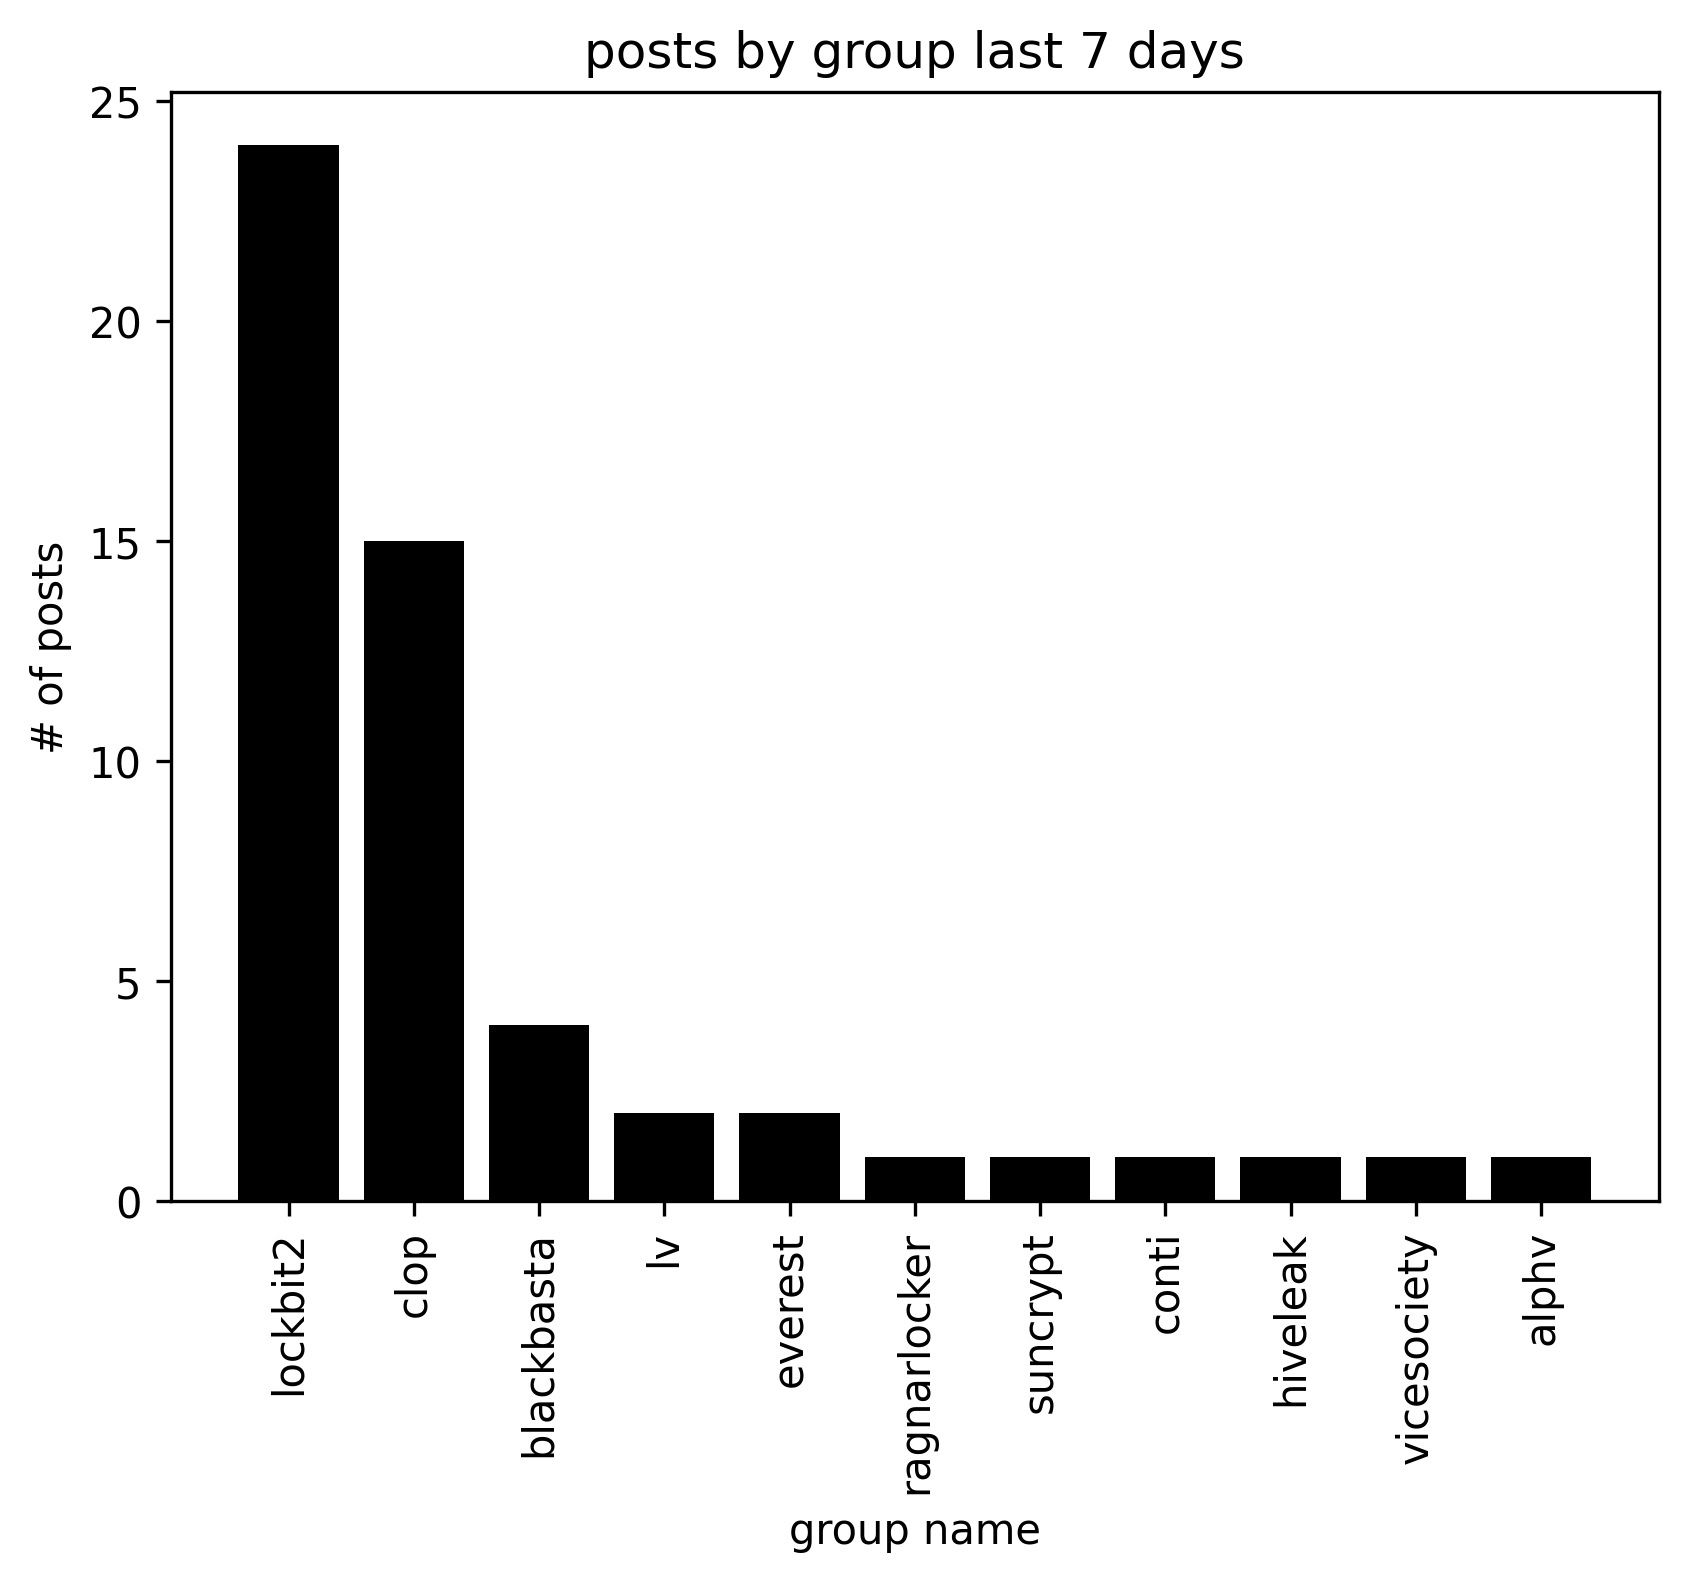 posts by group last 7 days
25
20
15
10
5
0
# of posts
lockbit2
clop
blackbasta
lv
everest
ragnarlocker
suncrypt
conti
hiveleak
vicesociety
alphv
group name